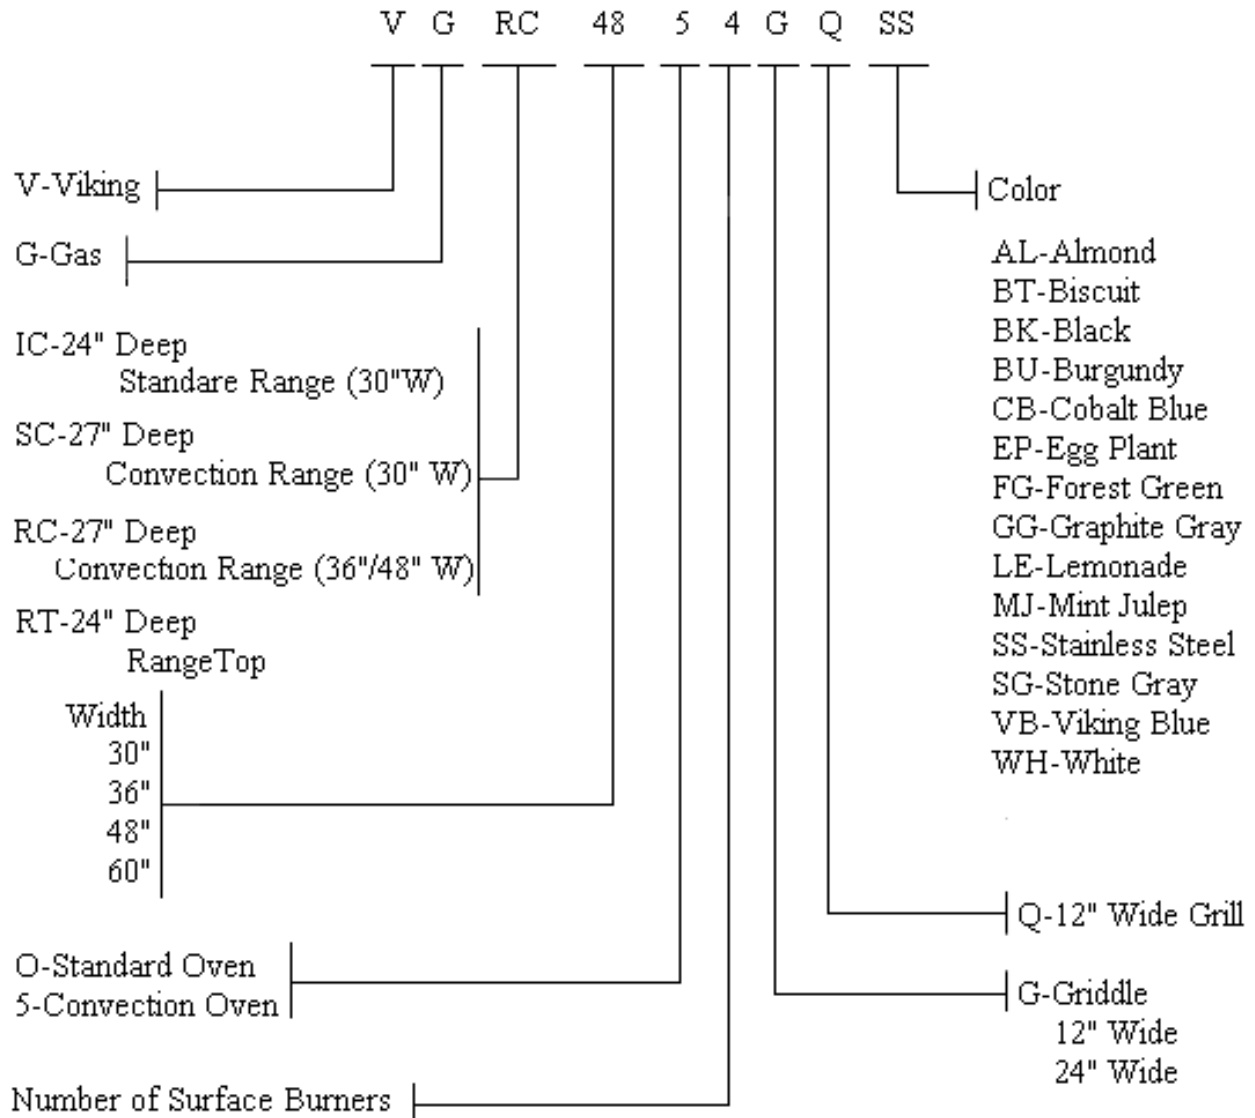 V G RC 48 5 4 G Q SS
V-Viking
G-Gas
IC-24" Deep
Standare Range (30"W)
SC-27" Deep
Convection Range (30" W)
RC-27" Deep
Convection Range (36"/48" W)
RT-24" Deep
RangeTop
Width
30"
36"
48"
60"
O-Standard Oven
5-Convection Oven
Number of Surface Burners
Color
AL-Almond
BT-Biscuit
BK-Black
BU-Burgundy
CB-Cobalt Blue
EP-Egg Plant
FG-Forest Green
GG-Graphite Gray
LE-Lemonade
MJ-Mint Julep
SS-Stainless Steel
SG-Stone Gray
VB-Viking Blue
WH-White
Q-12" Wide Grill
G-Griddle
12" Wide
24" Wide